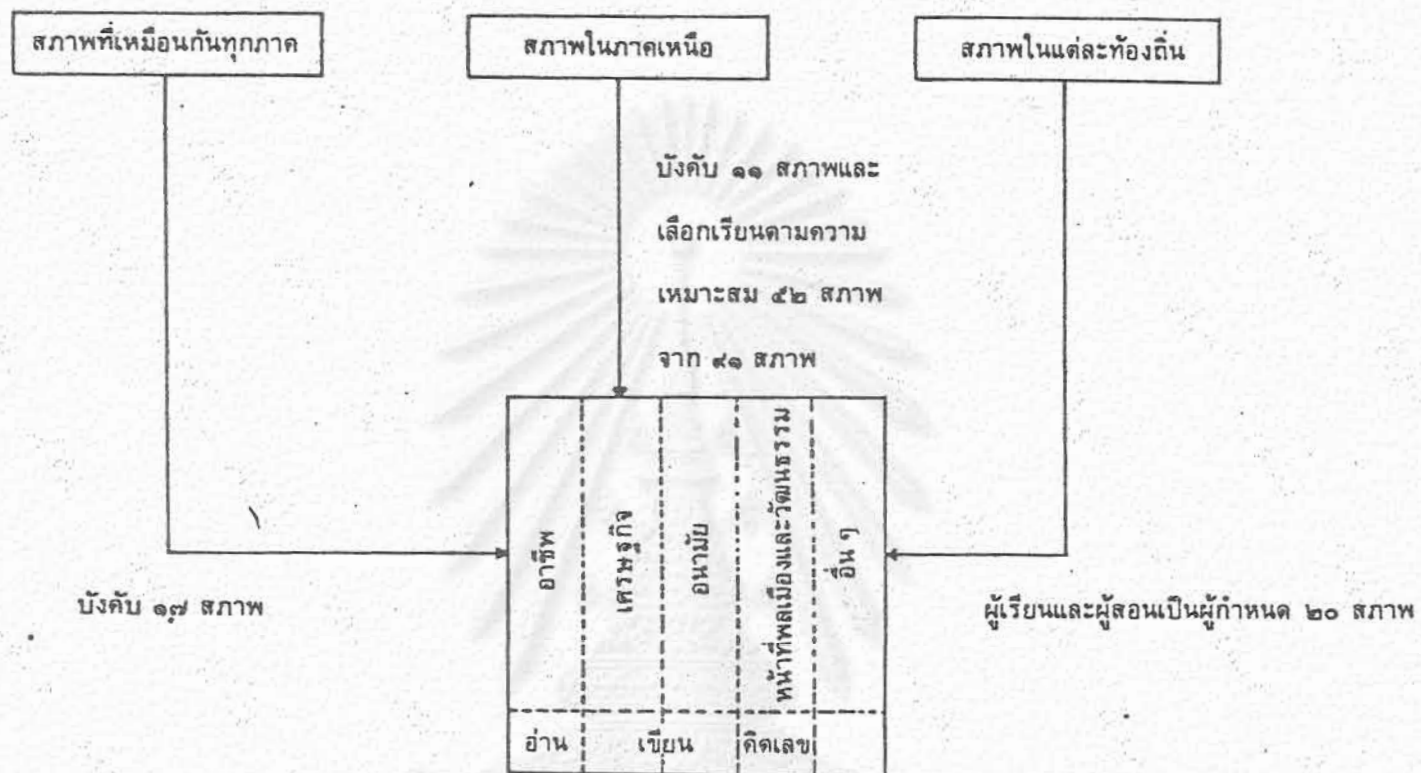 สภาพที่เหมือนกันทุกภาค
สภาพในภาคเหนือ
สภาพในแต่ละท้องถิ่น
บังคับ ๑๑ สภาพและ
เลือกเรียนตามความ
เหมาะสม ๕๒ สภาพ
จาก ๙๑ สภาพ
บังคับ ๑๗ สภาพ
อาชีพ
เศรษฐกิจ
อนามัย
หน้าที่พลเมืองและวัฒนธรรม
อื่น ๆ
ผู้เรียนและผู้สอนเป็นผู้กำหนด ๒๐ สภาพ
อ่าน เขียน คิดเลข